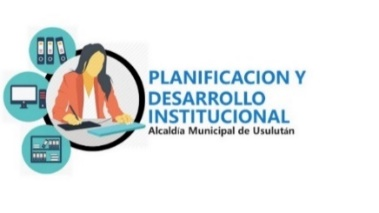 PLANIFICACION Y
DESARROLLO
INSTITUCIONAL
Alcaldía Municipal de Usulután